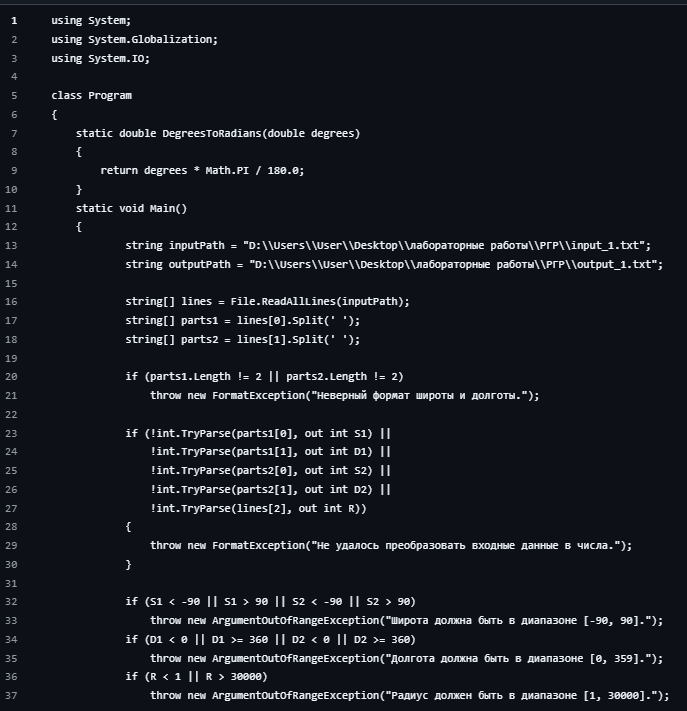 1 using System;
2 using System.Globalization;
3 using System.IO;
4
5 class Program
6 {
7 static double DegreesToRadians(double degrees)
8 {
9 return degrees * Math.PI / 180.0;
10 }
11 static void Main()
12 {
13 string inputPath = "D:\\Users\\User\\Desktop\\лабораторные работы\\РГР\\input_1.txt";
14 string outputPath = "D:\\Users\\User\\Desktop\\лабораторные работы\\РГР\\output_1.txt";
15
16 string[] lines = File.ReadAllLines(inputPath);
17 string[] parts1 = lines[0].Split(' ');
18 string[] parts2 = lines[1].Split(' ');
19
20 if (parts1.Length != 2 || parts2.Length != 2)
21 throw new FormatException("Неверный формат широты и долготы.");
22
23 if (!int.TryParse(parts1[0], out int S1) ||
24 !int.TryParse(parts1[1], out int D1) ||
25 !int.TryParse(parts2[0], out int S2) ||
26 !int.TryParse(parts2[1], out int D2) ||
27 !int.TryParse(lines[2], out int R))
28 {
29 throw new FormatException("Не удалось преобразовать входные данные в числа.");
30 }
31
32 if (S1 < -90 || S1 > 90 || S2 < -90 || S2 > 90)
33 throw new ArgumentOutOfRangeException("Широта должна быть в диапазоне [-90, 90].");
34 if (D1 < 0 || D1 >= 360 || D2 < 0 || D2 >= 360)
35 throw new ArgumentOutOfRangeException("Долгота должна быть в диапазоне [0, 359].");
36 if (R < 1 || R > 30000)
37 throw new ArgumentOutOfRangeException("Радиус должен быть в диапазоне [1, 30000].");